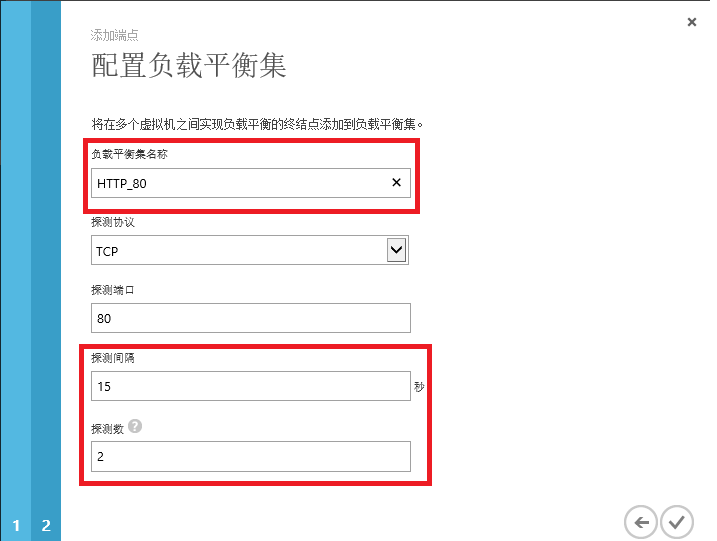 添加端点
配置负载平衡集
将在多个虚拟机之间实现负载平衡的终结点添加到负载平衡集。
负载平衡集名称
HTTP_80
探测协议
TCP
探测端口
80
探测间隔
15 秒
探测数 ?
2
1 2